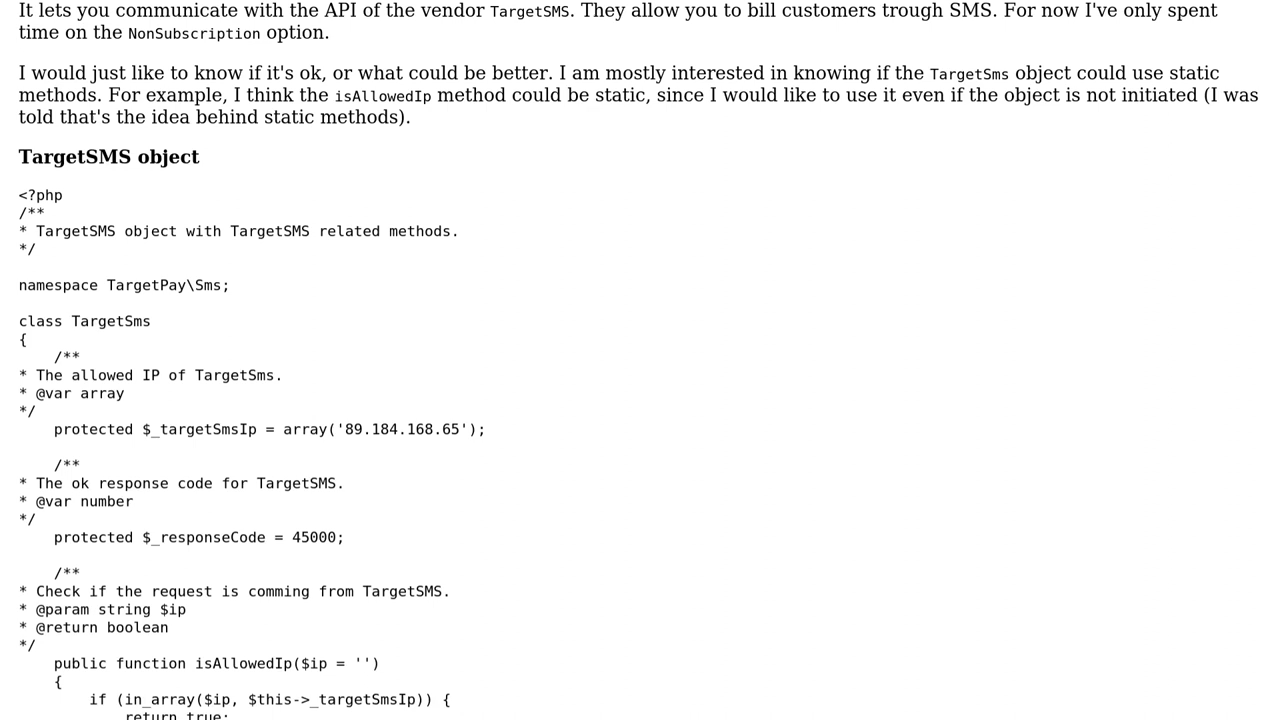 It lets you communicate with the API of the vendor TargetSMS. They allow you to bill customers trough SMS. For now I've only spent
time on the NonSubscription option.
I would just like to know if it's ok, or what could be better. I am mostly interested in knowing if the TargetSms object could use static
methods. For example, I think the isAllowedIp method could be static, since I would like to use it even if the object is not initiated (I was
told that's the idea behind static methods).
TargetSMS object
<?php
/**
* TargetSMS object with TargetSMS related methods.
*/
namespace TargetPay\Sms;
class TargetSms
{
/**
* The allowed IP of TargetSms.
* @var array
*/
protected $_targetSmsIp = array('89.184.168.65');
/**
* The ok response code for TargetSMS.
* @var number
*/
protected $_responseCode = 45000;
/**
* Check if the request is comming from TargetSMS.
* @param string $ip
* @return boolean
*/
public function isAllowedIp($ip = '')
{
if (in_array($ip, $this->_targetSmsIp)) {
return true;